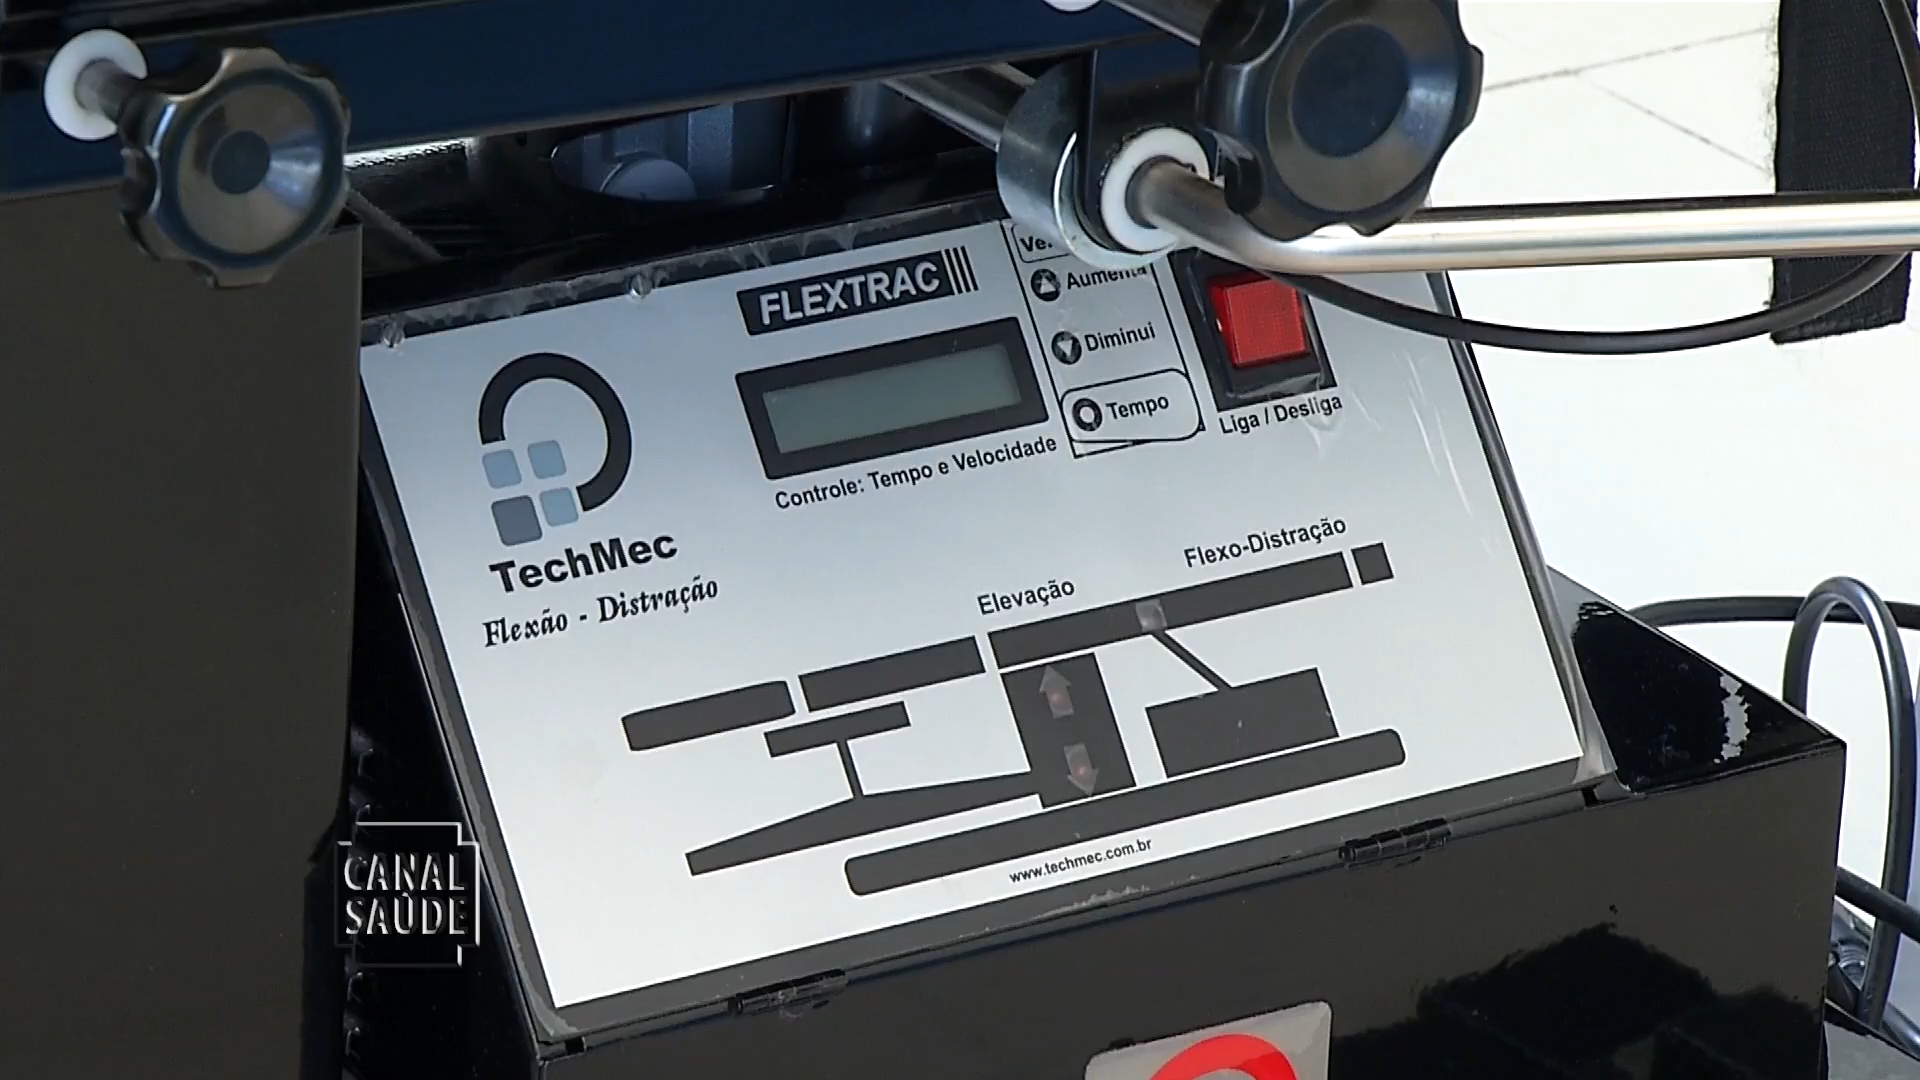 FLEXTRAC
Aumenta
Diminui
Tempo
Liga / Desliga
Controle: Tempo e Velocidade
TechMec
Flexão - Distração
Elevação
Flexo-Distração
www.techmec.com.br
CANAL
SAÚDE